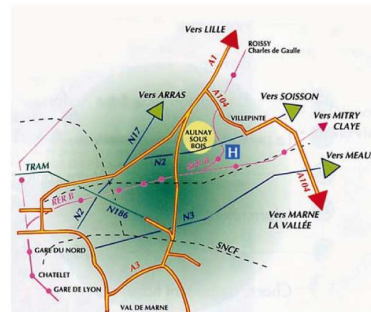 Vers LILLE
ROISSY
Charles de Gaulle
A1
A104
Vers ARRAS
Vers SOISSON
VILLEPINTE
Vers MITRY
CLAYE
N17
AULNAY
SOUS
BOIS
H
N2
Vers MEAU
TRAM
RER B
A104
N186
N2
N3
Vers MARNE
LA VALLÉE
SNCF
GARE DU NORD
A3
CHATELET
GARE DE LYON
VAL DE MARNE